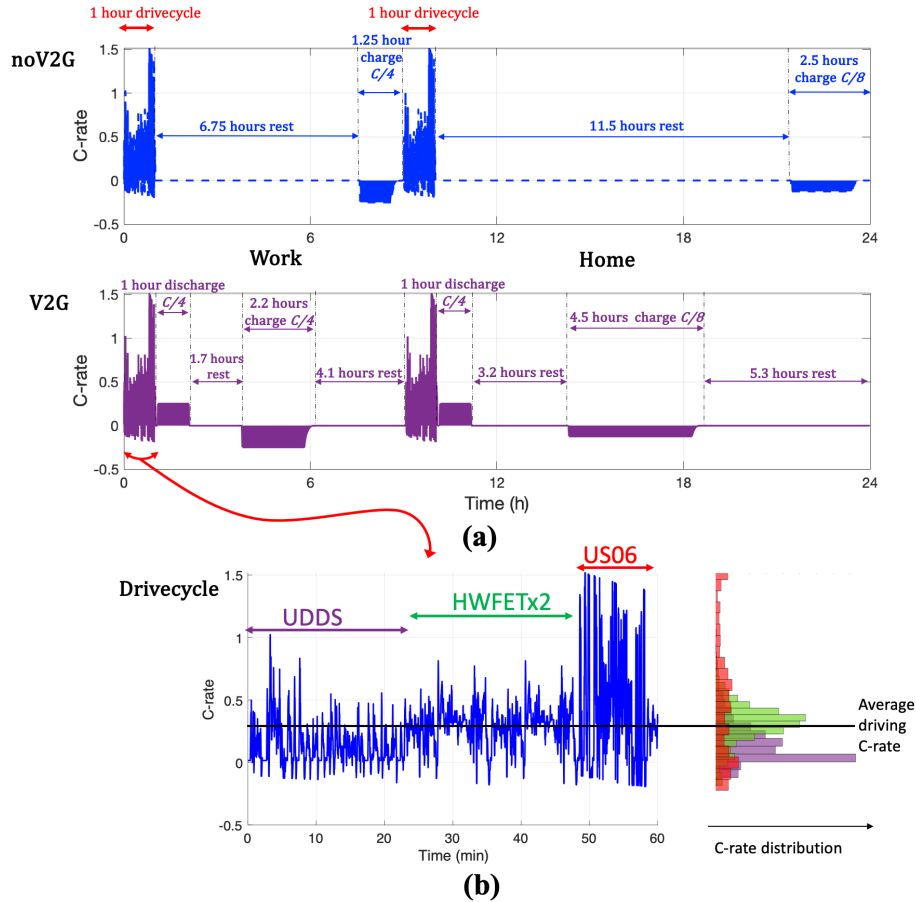 1 hour drivecycle
1 hour drivecycle
noV2G
1.25 hour
charge
C/4
2.5 hours
charge C/8
6.75 hours rest
11.5 hours rest
C-rate
1.5
1
0.5
0
-0.5
0
6
12
18
24
Work
Home
V2G
1 hour discharge
C/4
2.2 hours
charge C/4
1 hour discharge
C/4
4.5 hours charge C/8
1.7 hours
rest
4.1 hours rest
3.2 hours rest
5.3 hours rest
C-rate
1.5
1
0.5
0
-0.5
0
6
12
18
24
Time (h)
(a)
Drivecycle
UDDS
HWFETx2
US06
C-rate
1.5
1
0.5
0
-0.5
0
10
20
30
40
50
60
Time (min)
Average
driving
C-rate
C-rate distribution
(b)